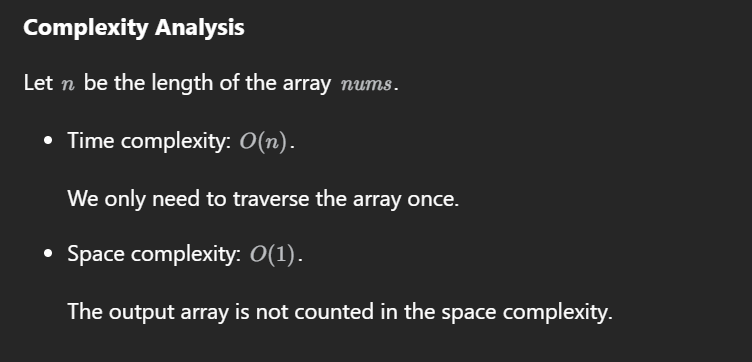 Complexity Analysis
Let n be the length of the array nums.
• Time complexity: O(n).
We only need to traverse the array once.
• Space complexity: O(1).
The output array is not counted in the space complexity.